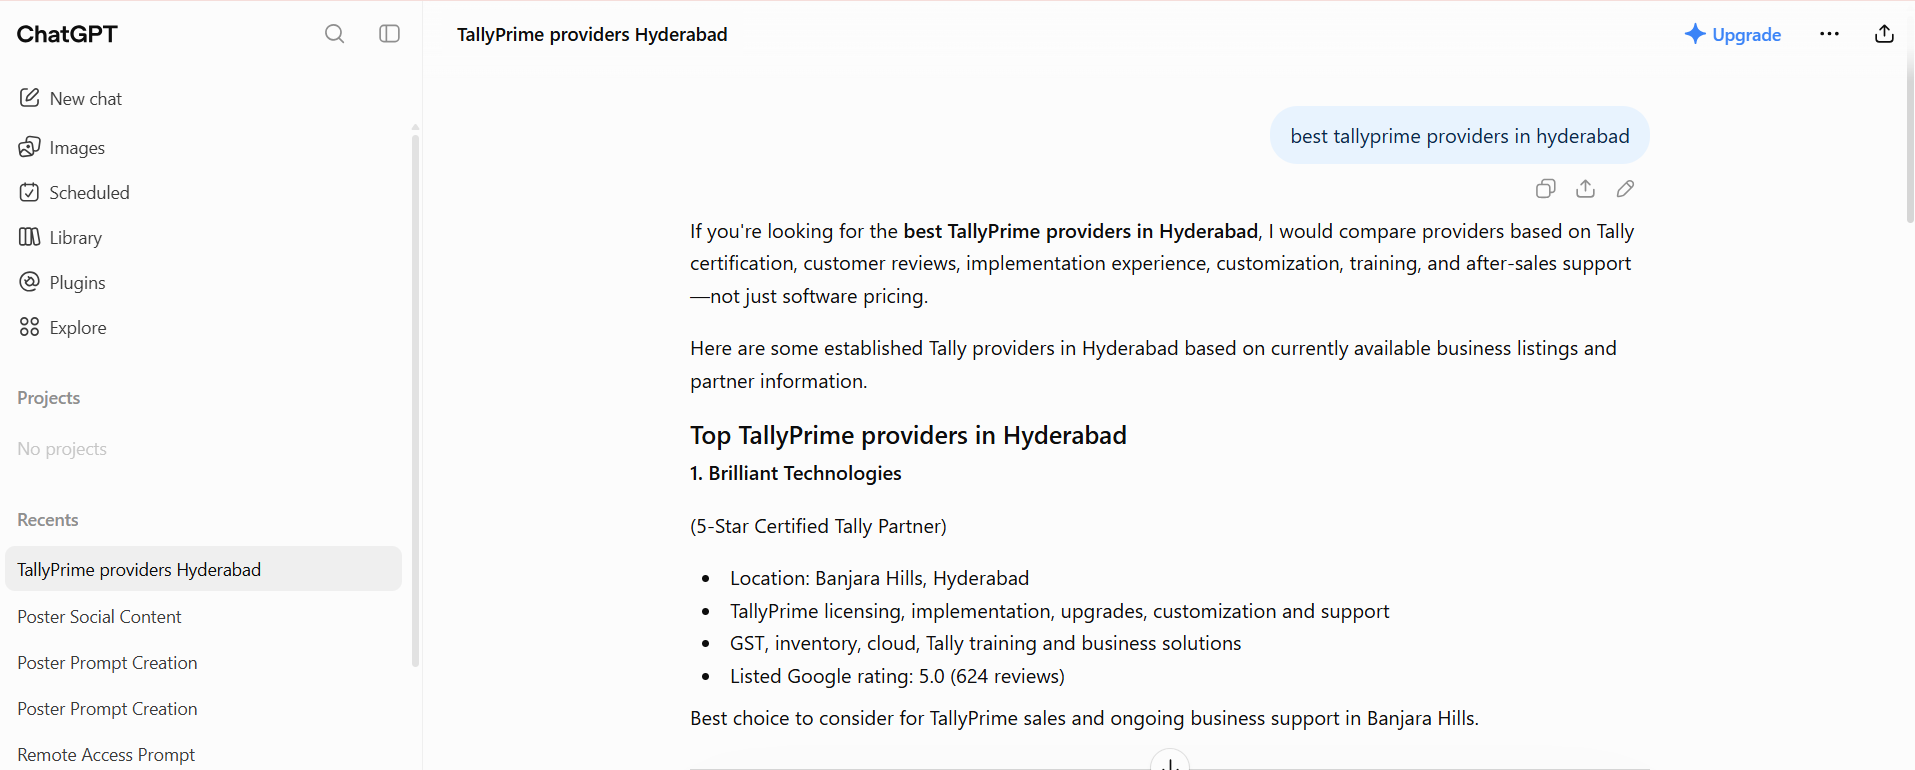 ChatGPT
New chat
Images
Scheduled
Library
Plugins
Explore
Projects
No projects
Recents
TallyPrime providers Hyderabad
Poster Social Content
Poster Prompt Creation
Poster Prompt Creation
Remote Access Prompt
TallyPrime providers Hyderabad
Upgrade
best tallyprime providers in hyderabad
If you're looking for the best TallyPrime providers in Hyderabad, I would compare providers based on Tally
certification, customer reviews, implementation experience, customization, training, and after-sales support
—not just software pricing.
Here are some established Tally providers in Hyderabad based on currently available business listings and
partner information.
Top TallyPrime providers in Hyderabad
1. Brilliant Technologies
(5-Star Certified Tally Partner)
• Location: Banjara Hills, Hyderabad
• TallyPrime licensing, implementation, upgrades, customization and support
• GST, inventory, cloud, Tally training and business solutions
• Listed Google rating: 5.0 (624 reviews)
Best choice to consider for TallyPrime sales and ongoing business support in Banjara Hills.